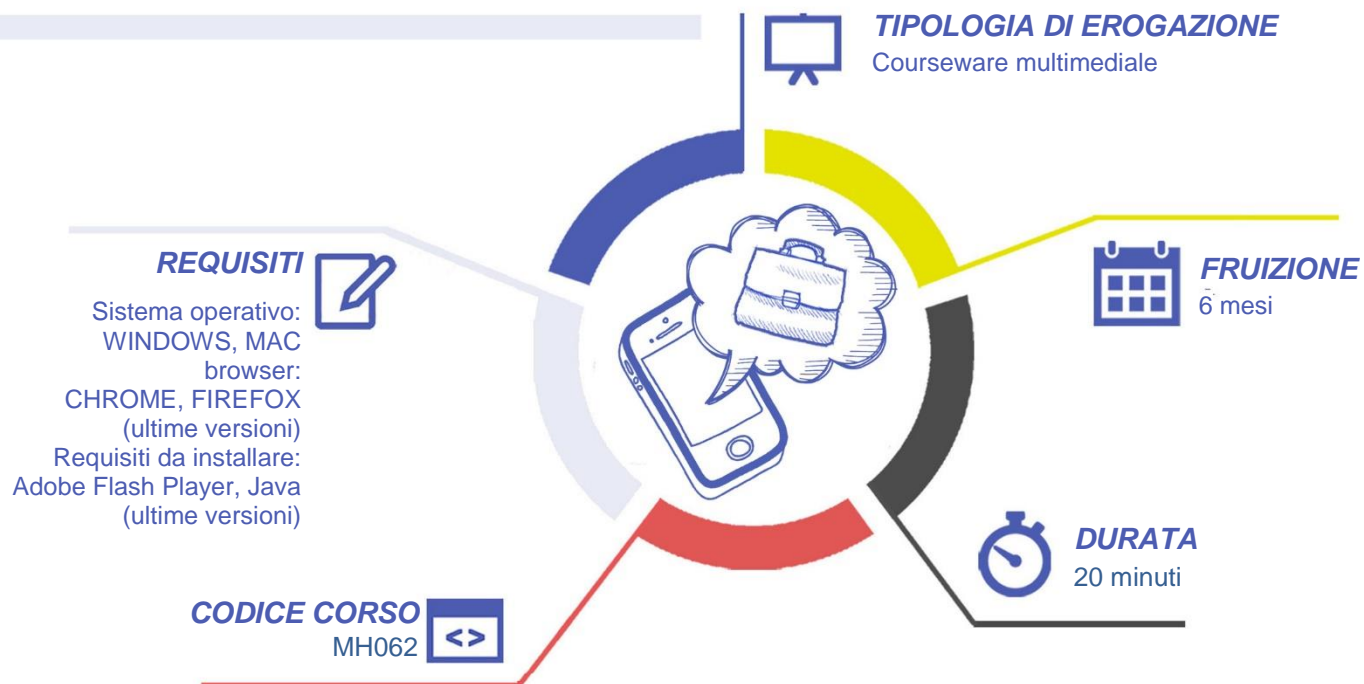 TIPOLOGIA DI EROGAZIONE
Courseware multimediale
REQUISITI
Sistema operativo:
WINDOWS, MAC
browser:
CHROME, FIREFOX
(ultime versioni)
Requisiti da installare:
Adobe Flash Player, Java
(ultime versioni)
FRUIZIONE
6 mesi
DURATA
20 minuti
CODICE CORSO
MH062